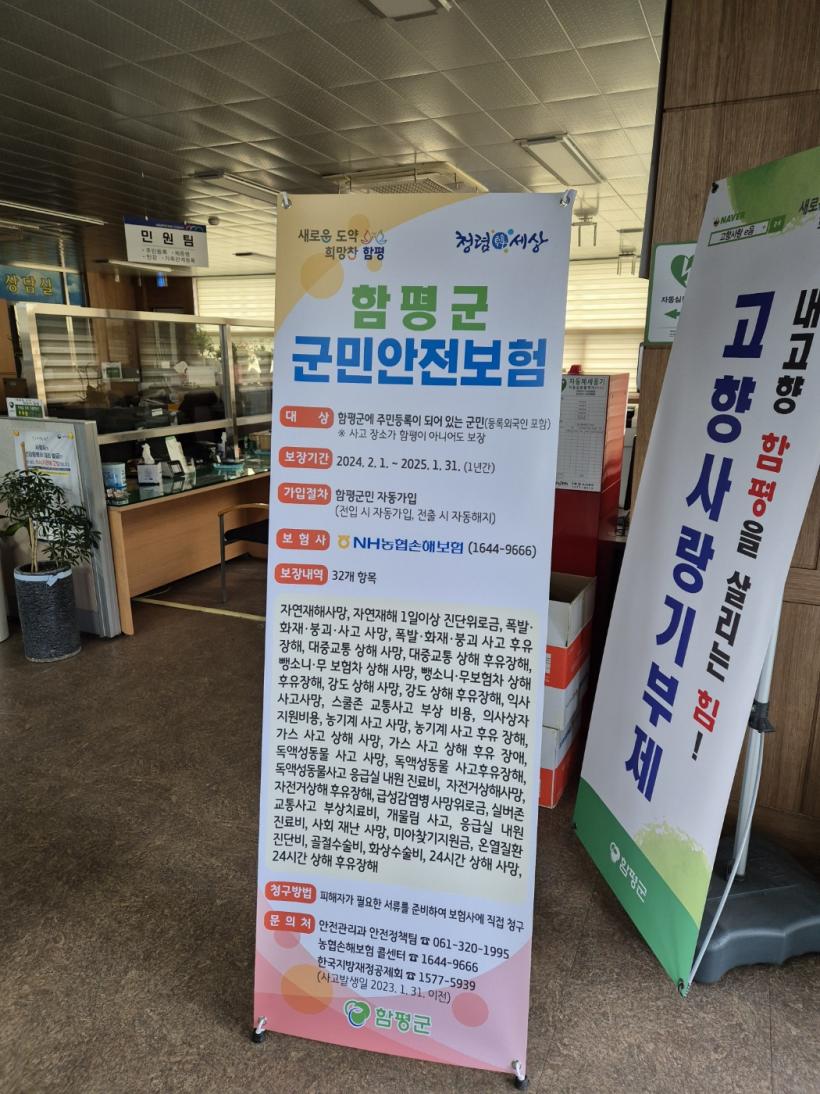 민 원 팀
상담실
새로운 도약
희망찬 함평
청렴 세상
함평군
군민안전보험
대 상 함평군에 주민등록이 되어 있는 군민(등록외국인 포함)
※ 사고 장소가 함평이 아니어도 보장
보장기간 2024. 2. 1. ~ 2025. 1. 31. (1년간)
가입절차 함평군민 자동가입
(전입 시 자동가입, 전출 시 자동해지)
보 험 사 NH농협손해보험 (1644-9666)
보장내역 32개 항목
자연재해사망, 자연재해 1일이상 진단위로금, 폭발·
화재·붕괴·사고 사망, 폭발·화재·붕괴 사고 후유
장해, 대중교통 상해 사망, 대중교통 상해 후유장해,
뺑소니·무 보험차 상해 사망, 뺑소니·무보험차 상해
후유장해, 강도 상해 사망, 강도 상해 후유장해, 익사
사고사망, 스쿨존 교통사고 부상 비용, 의사상자
지원비용, 농기계 사고 사망, 농기계 사고 후유 장해,
가스 사고 상해 사망, 가스 사고 상해 후유 장애,
독액성동물 사고 사망, 독액성동물 사고후유장해,
독액성동물사고 응급실 내원 진료비, 자전거상해사망,
자전거상해 후유장해, 급성감염병 사망위로금, 실버존
교통사고 부상치료비, 개물림 사고, 응급실 내원
진료비, 사회 재난 사망, 미아찾기지원금, 온열질환
진단비, 골절수술비, 화상수술비, 24시간 상해 사망,
24시간 상해 후유장해
청구방법 피해자가 필요한 서류를 준비하여 보험사에 직접 청구
문 의 처 안전관리과 안전정책팀 ☎ 061-320-1995
농협손해보험 콜센터 ☎ 1644-9666
한국지방재정공제회 ☎ 1577-5939
(사고발생일 2023. 1. 31. 이전)
함평군
NAVER
고향사랑 e음
새로
내고향 함평을 살리는 힘!
고향사랑기부제
함평군
자동심
자동제세동기